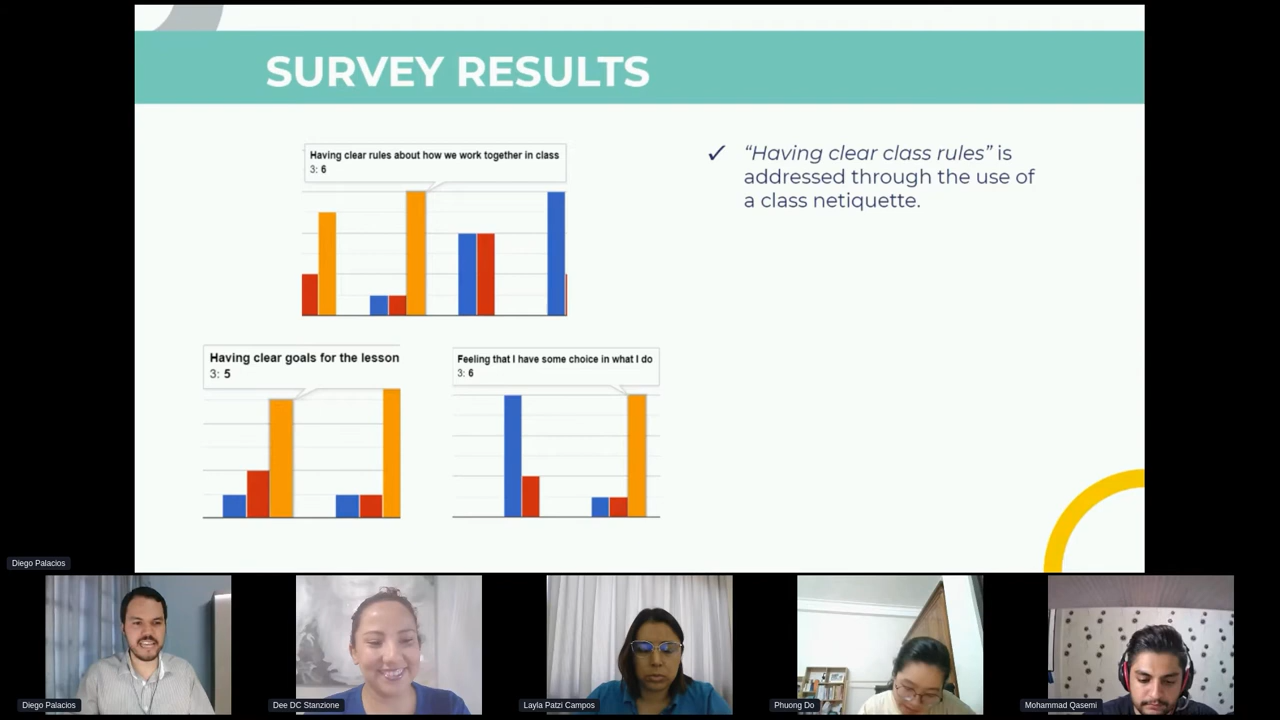 SURVEY RESULTS
Having clear rules about how we work together in class
3: 6
“Having clear class rules” is
addressed through the use of
a class netiquette.
Having clear goals for the lesson
3: 5
Feeling that I have some choice in what I do
3: 6
Diego Palacios
Diego Palacios
Dee DC Stanzione
Layla Patzi Campos
Phuong Do
Mohammad Qasemi